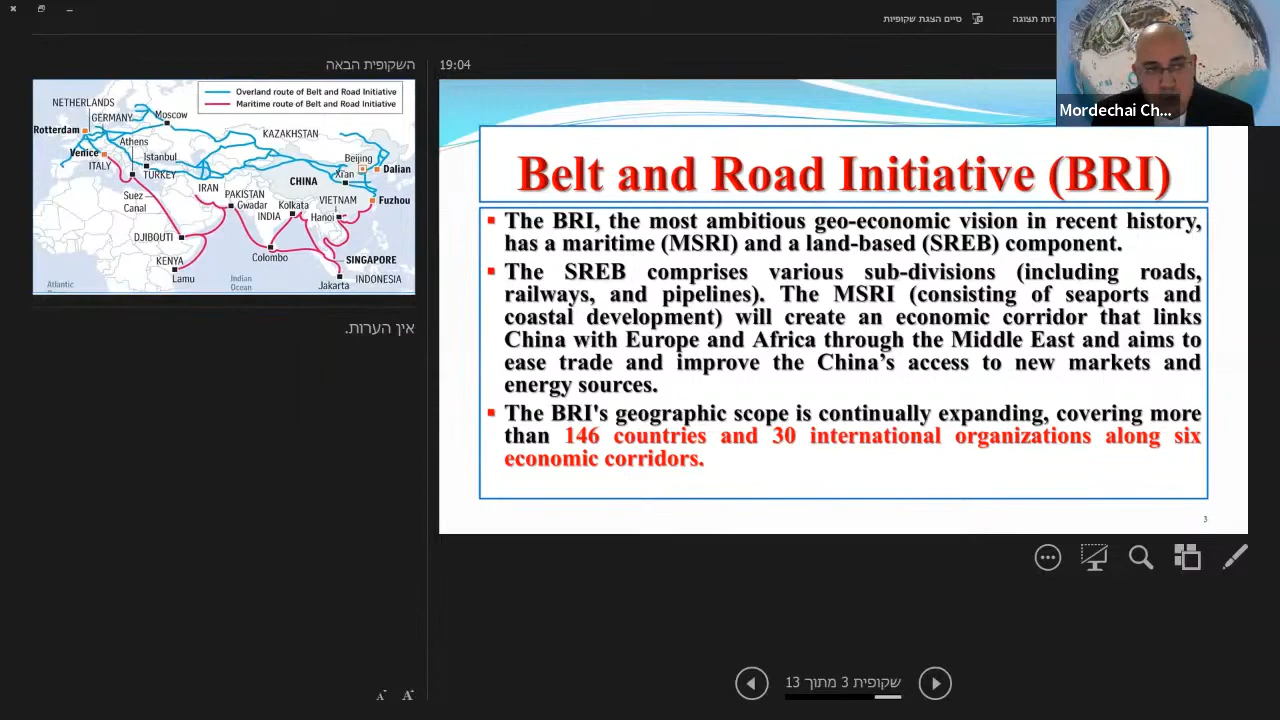 סיים הצגת שקופיות
רות תצוגה
Mordechai Ch...
השקופית הבאה
19:04
Overland route of Belt and Road Initiative
Maritime route of Belt and Road Initiative
NETHERLANDS
GERMANY
Moscow
Rotterdam
KAZAKHSTAN
Athens
Venice
ITALY
Istanbul
TURKEY
Beijing
Dalian
Xi'an
CHINA
IRAN
PAKISTAN
Suez
Canal
Gwadar
Kolkata
VIETNAM
Fuzhou
INDIA
Hanoi
DJIBOUTI
KENYA
Colombo
SINGAPORE
Lamu
Indian
Ocean
INDONESIA
Jakarta
Atlantic
אין הערות.
Belt and Road Initiative (BRI)
▪ The BRI, the most ambitious geo-economic vision in recent history,
has a maritime (MSRI) and a land-based (SREB) component.
▪ The SREB comprises various sub-divisions (including roads,
railways, and pipelines). The MSRI (consisting of seaports and
coastal development) will create an economic corridor that links
China with Europe and Africa through the Middle East and aims to
ease trade and improve the China's access to new markets and
energy sources.
▪ The BRI's geographic scope is continually expanding, covering more
than 146 countries and 30 international organizations along six
economic corridors.
3
שקופית 3 מתוך 13
A A